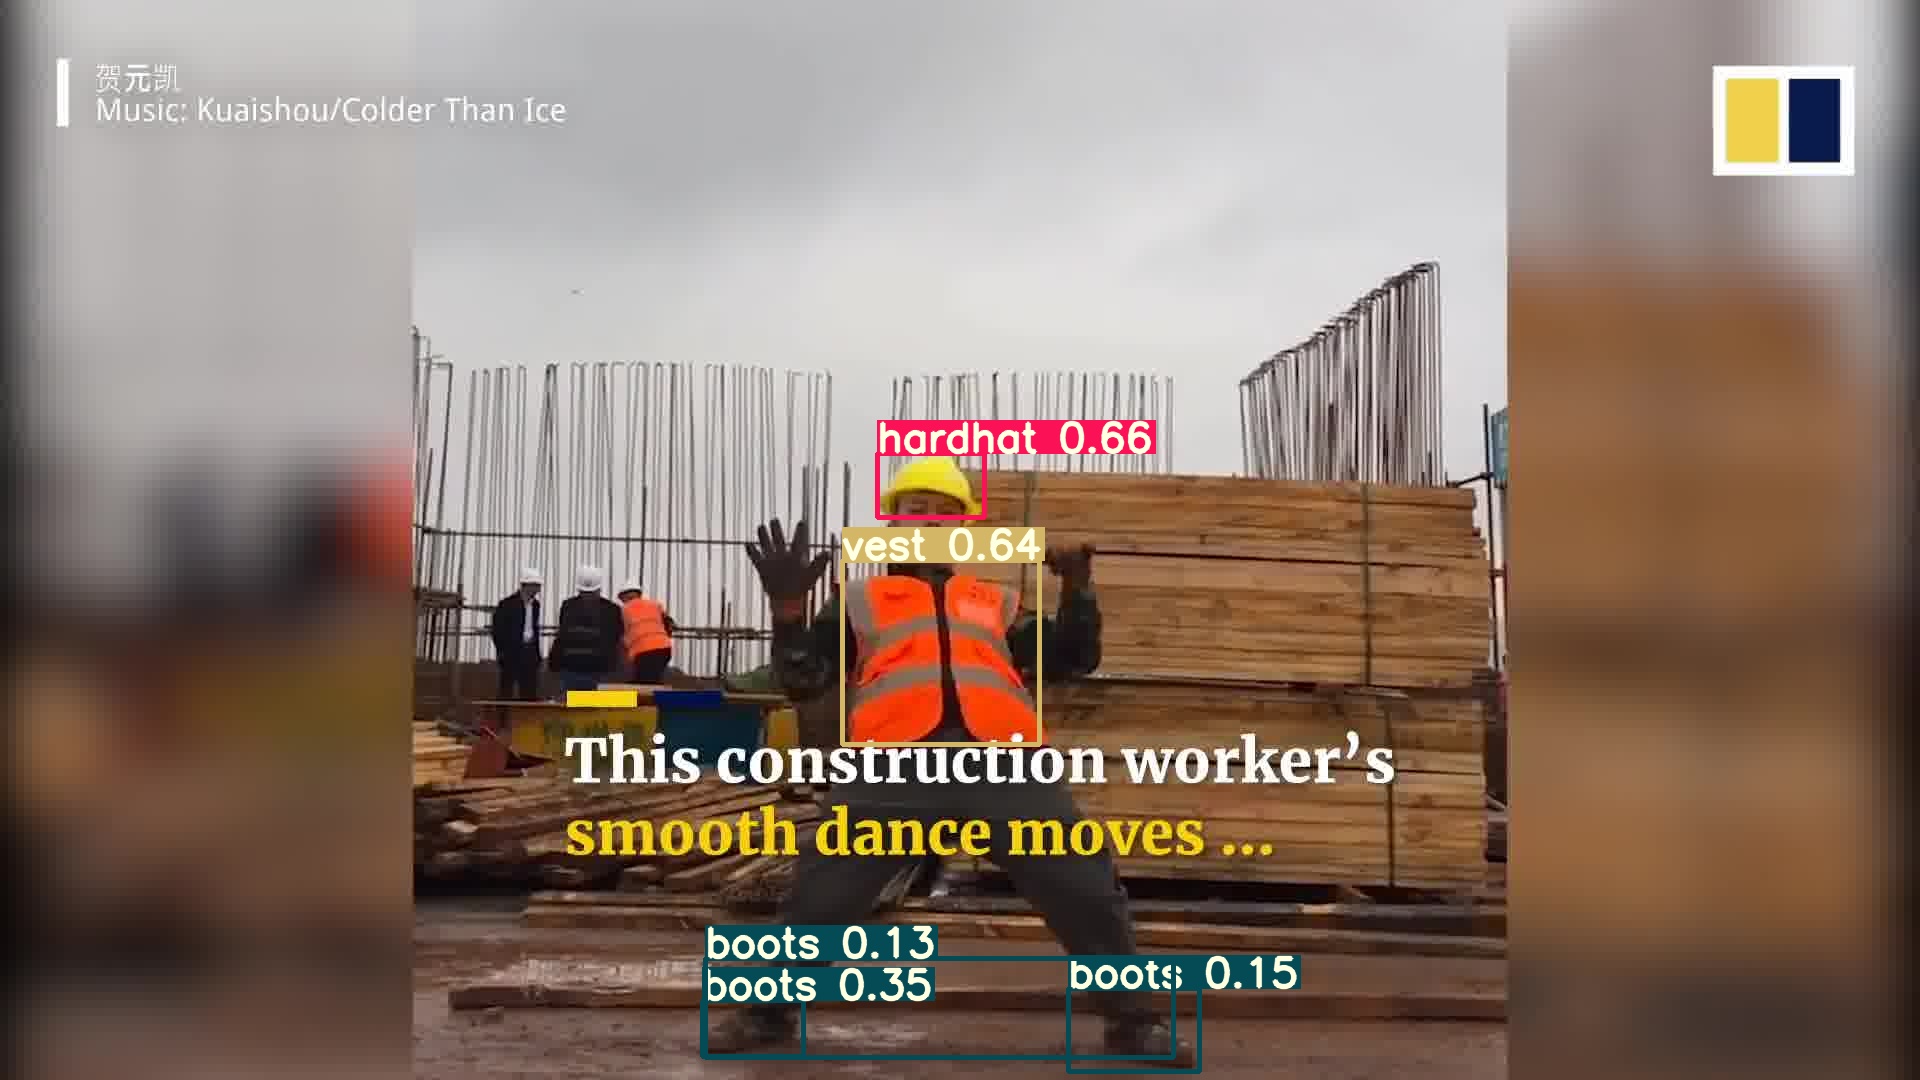 贺元凯
Music: Kuaishou/Colder Than Ice
hardhat 0.66
vest 0.64
This construction worker's
smooth dance moves ...
boots 0.13
boots 0.35
boots 0.15